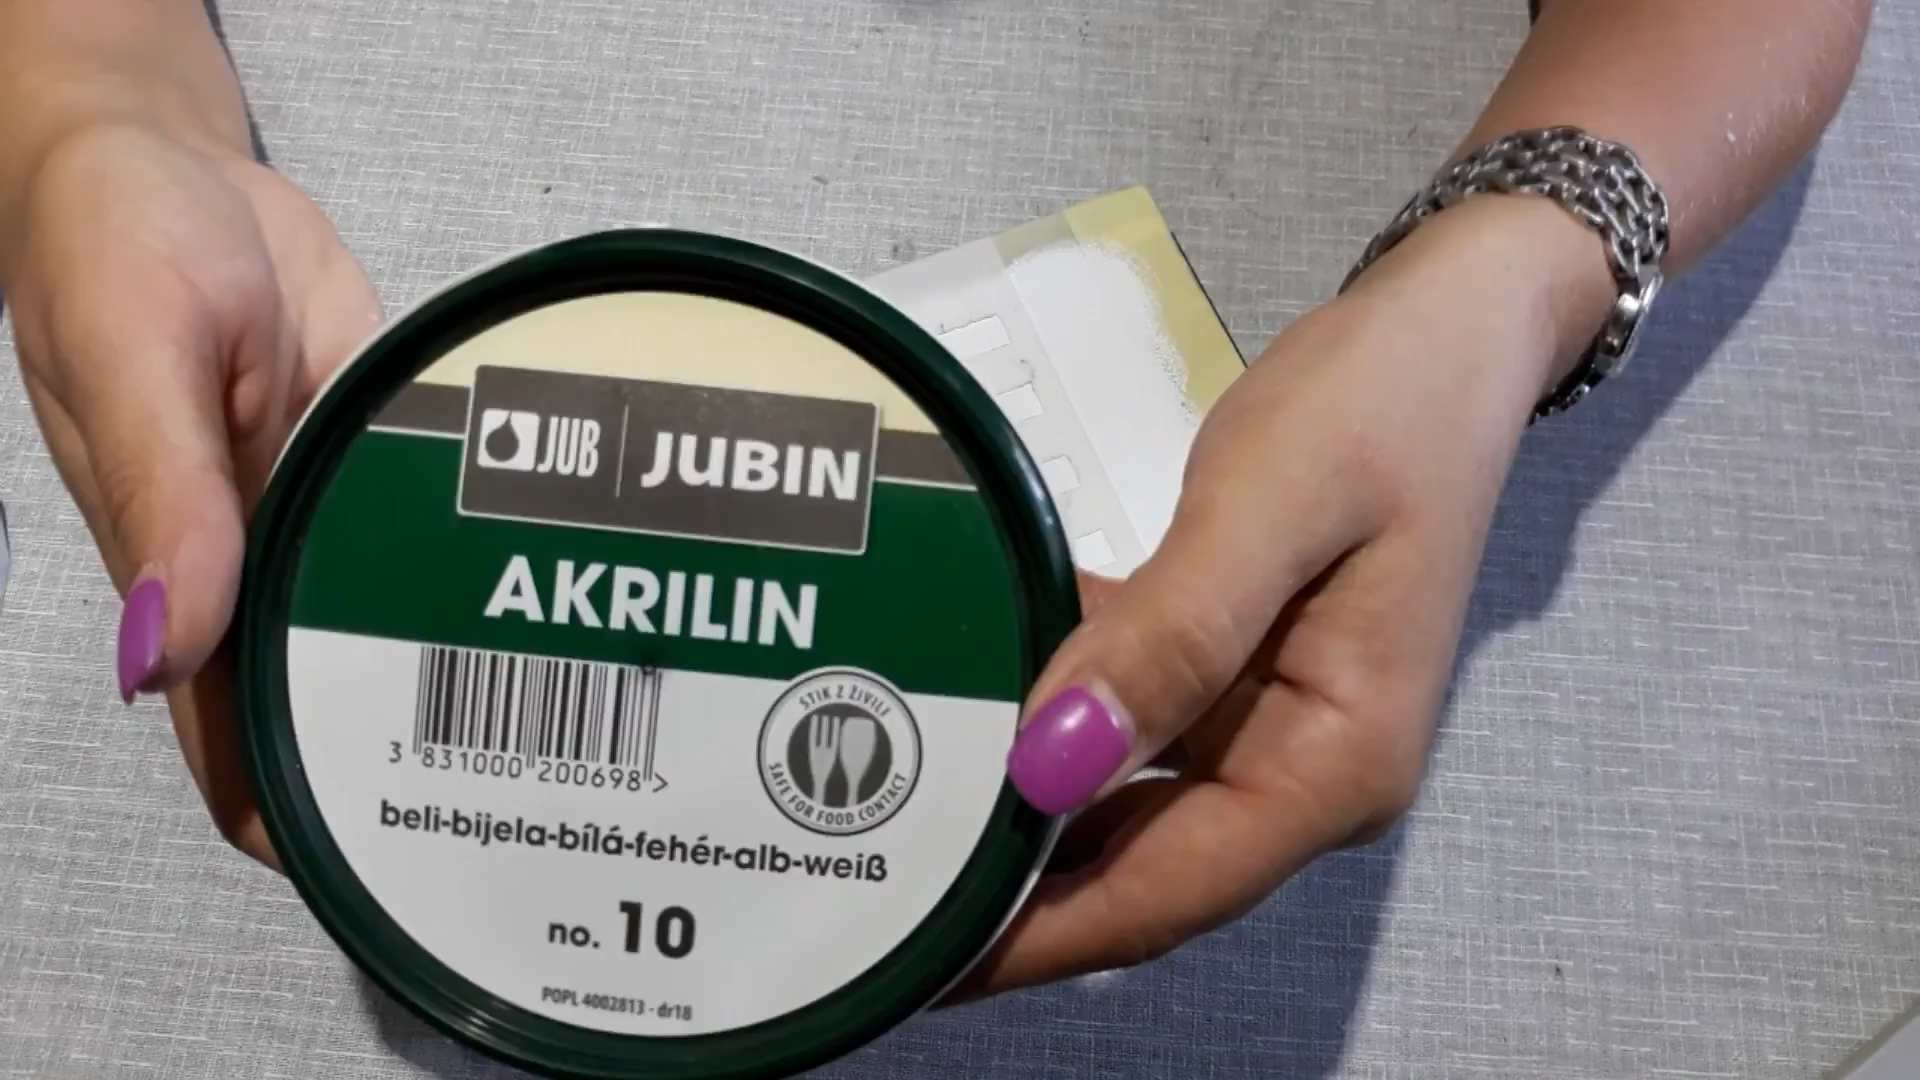 JUB JUBIN
AKRILIN
3 831000 200698 >
STIK Z ŽIVILI
SAFE FOR FOOD CONTACT
beli-bijela-bílá-fehér-alb-weiß
no. 10
POPL 4002813 - dr18